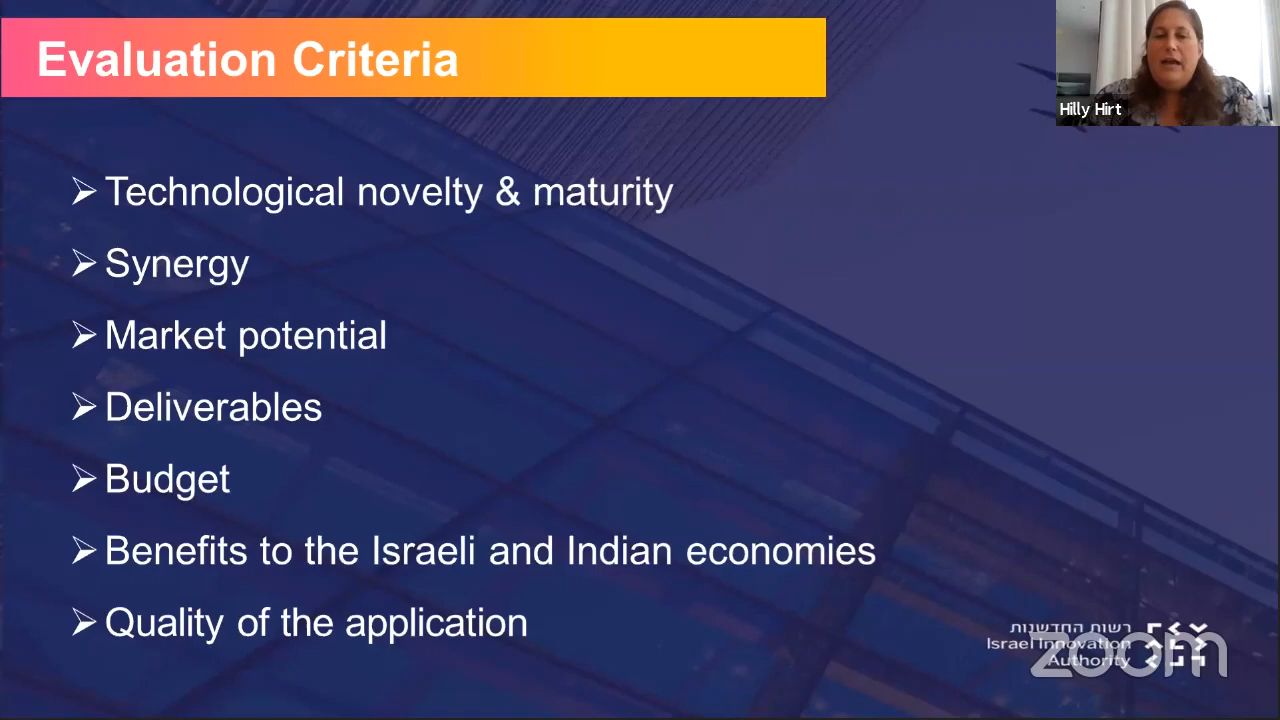 Evaluation Criteria
Hilly Hirt
➢ Technological novelty & maturity
➢ Synergy
➢ Market potential
➢ Deliverables
➢ Budget
➢ Benefits to the Israeli and Indian economies
➢ Quality of the application
רשות החדשנות
Israel Innovation
Authority
zoom